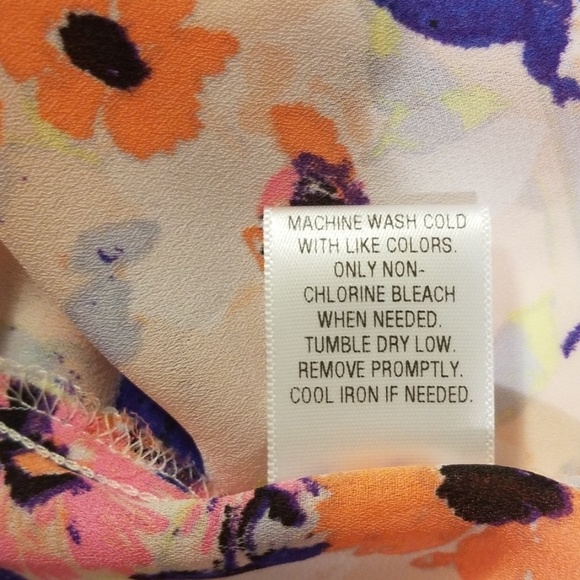 MACHINE WASH COLD
WITH LIKE COLORS.
ONLY NON-
CHLORINE BLEACH
WHEN NEEDED.
TUMBLE DRY LOW.
REMOVE PROMPTLY.
COOL IRON IF NEEDED.